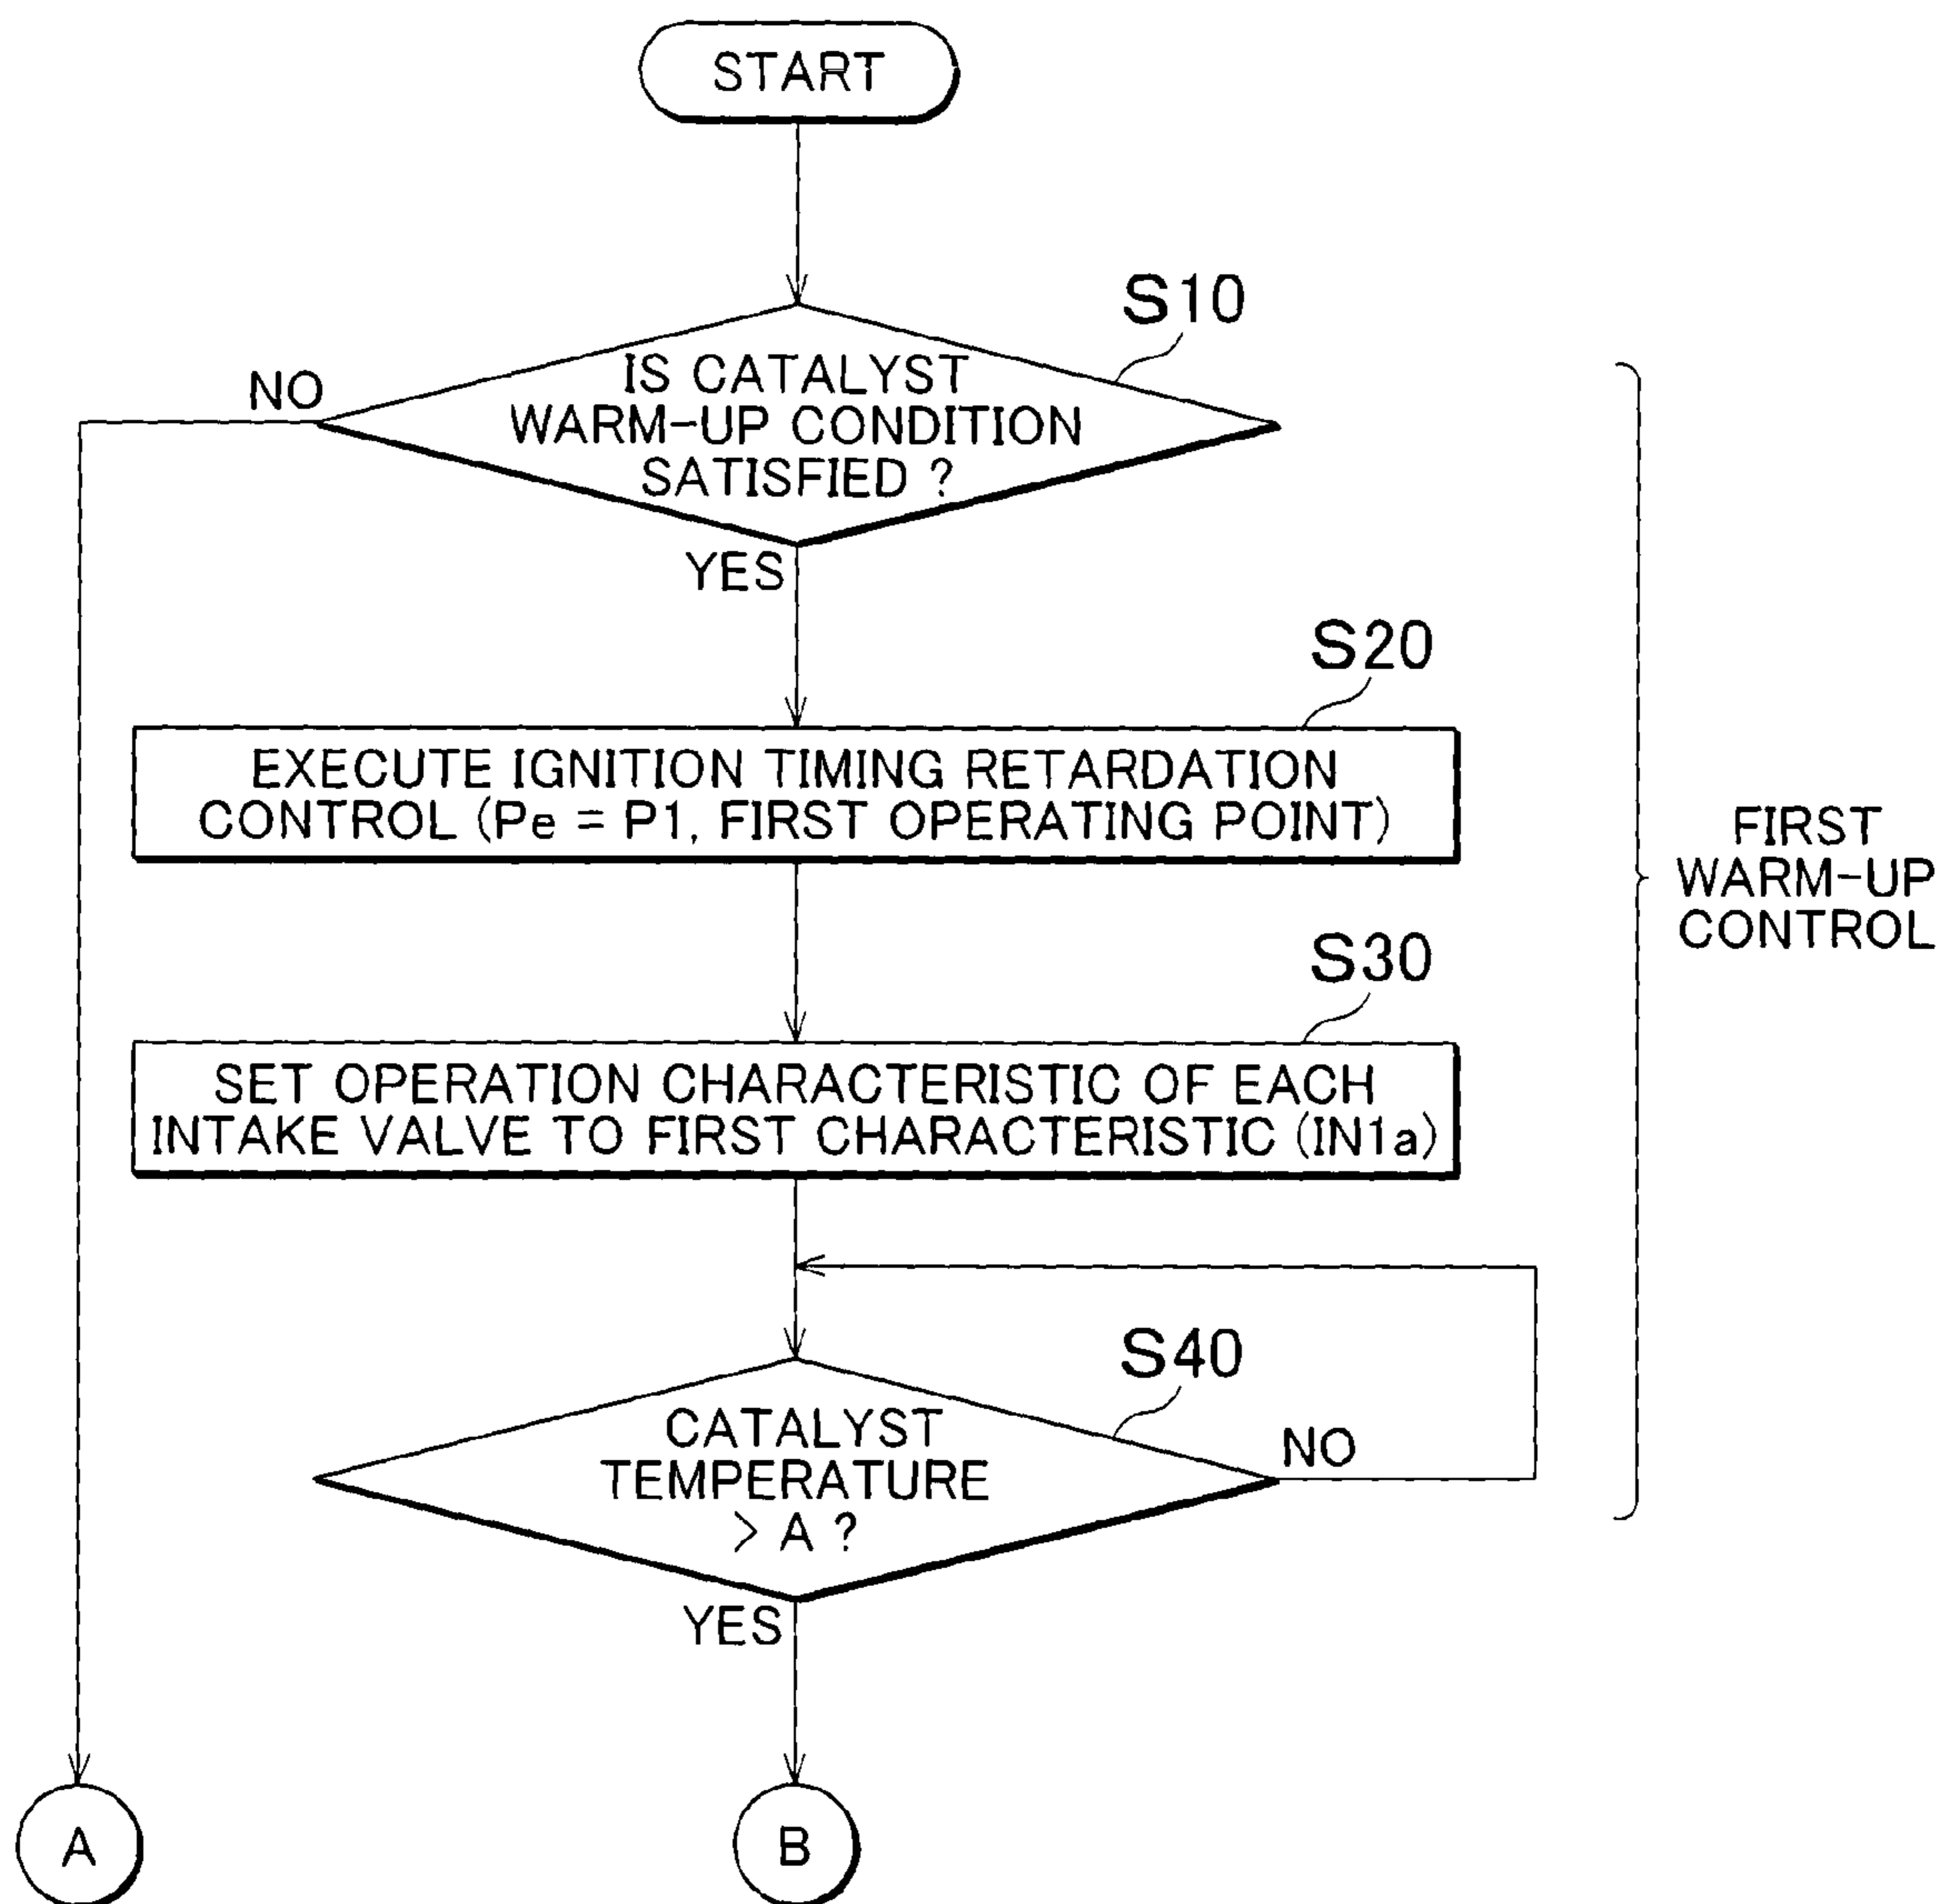 START
S10
IS CATALYST
WARM-UP CONDITION
SATISFIED ?
NO
YES
S20
EXECUTE IGNITION TIMING RETARDATION
CONTROL (Pe = P1, FIRST OPERATING POINT)
S30
SET OPERATION CHARACTERISTIC OF EACH
INTAKE VALVE TO FIRST CHARACTERISTIC (IN1a)
S40
CATALYST
TEMPERATURE
> A ?
NO
YES
FIRST
WARM-UP
CONTROL
A
B